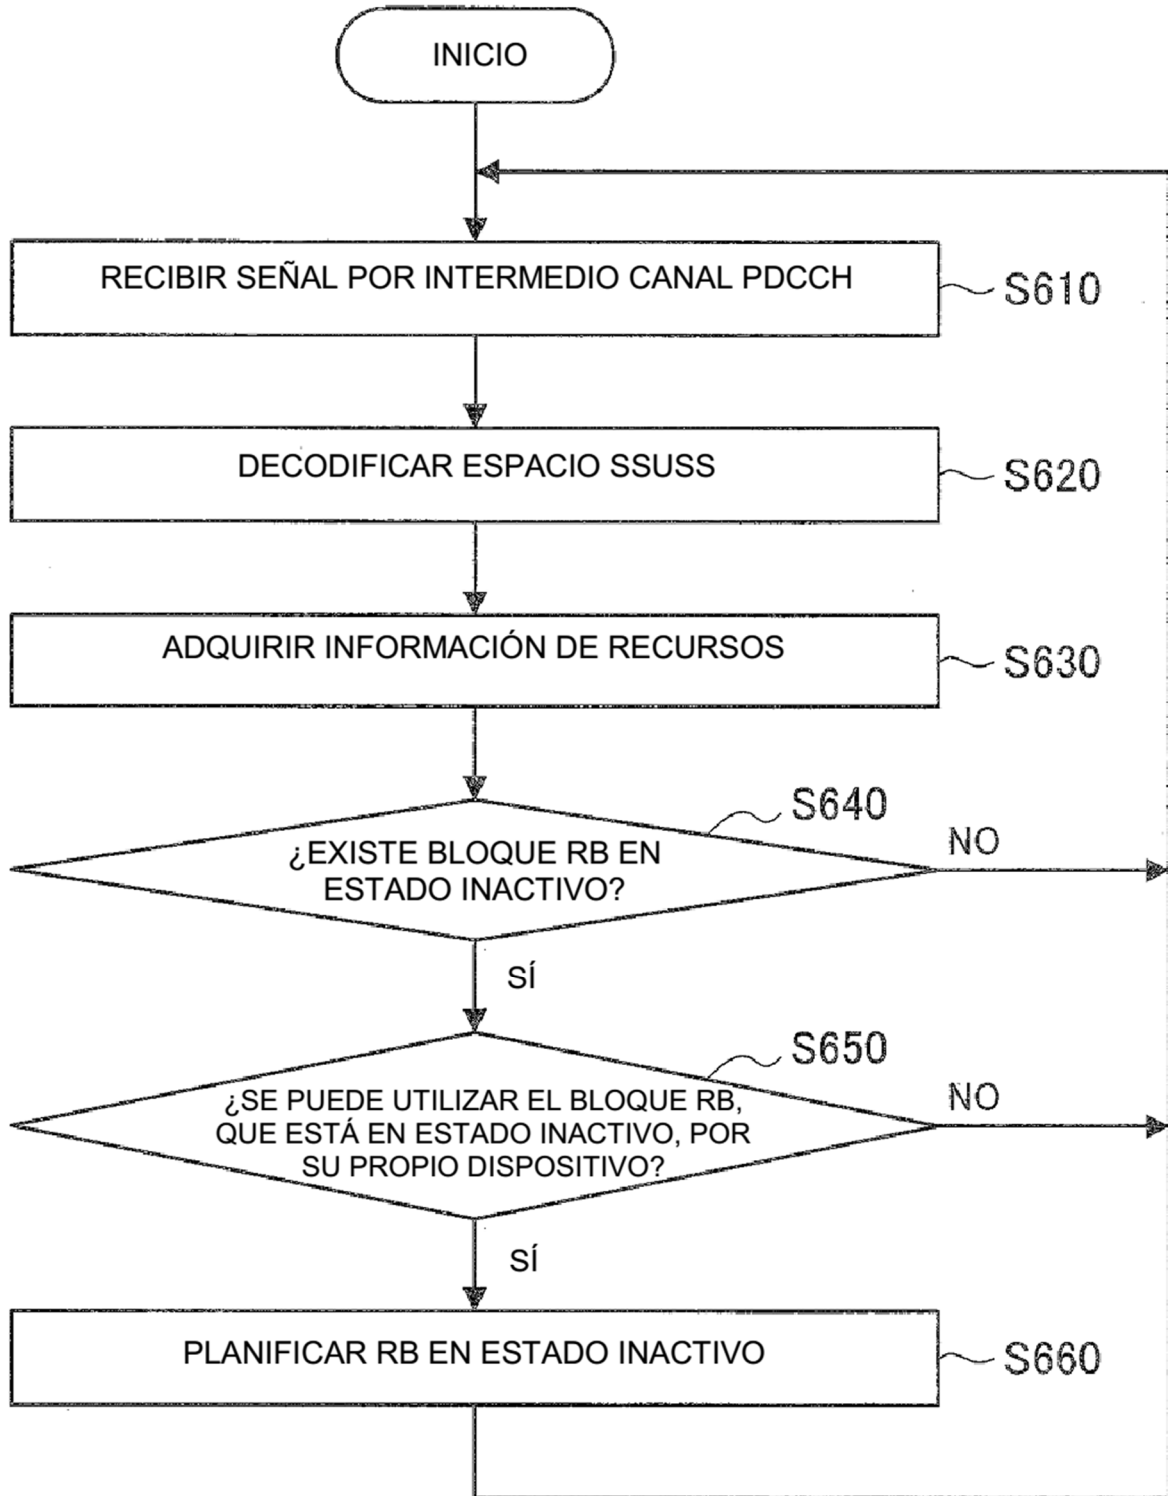 INICIO
RECIBIR SEÑAL POR INTERMEDIO CANAL PDCCH
S610
DECODIFICAR ESPACIO SSUSS
S620
ADQUIRIR INFORMACIÓN DE RECURSOS
S630
S640
¿EXISTE BLOQUE RB EN
ESTADO INACTIVO?
NO
SÍ
S650
¿SE PUEDE UTILIZAR EL BLOQUE RB,
QUE ESTÁ EN ESTADO INACTIVO, POR
SU PROPIO DISPOSITIVO?
NO
SÍ
PLANIFICAR RB EN ESTADO INACTIVO
S660